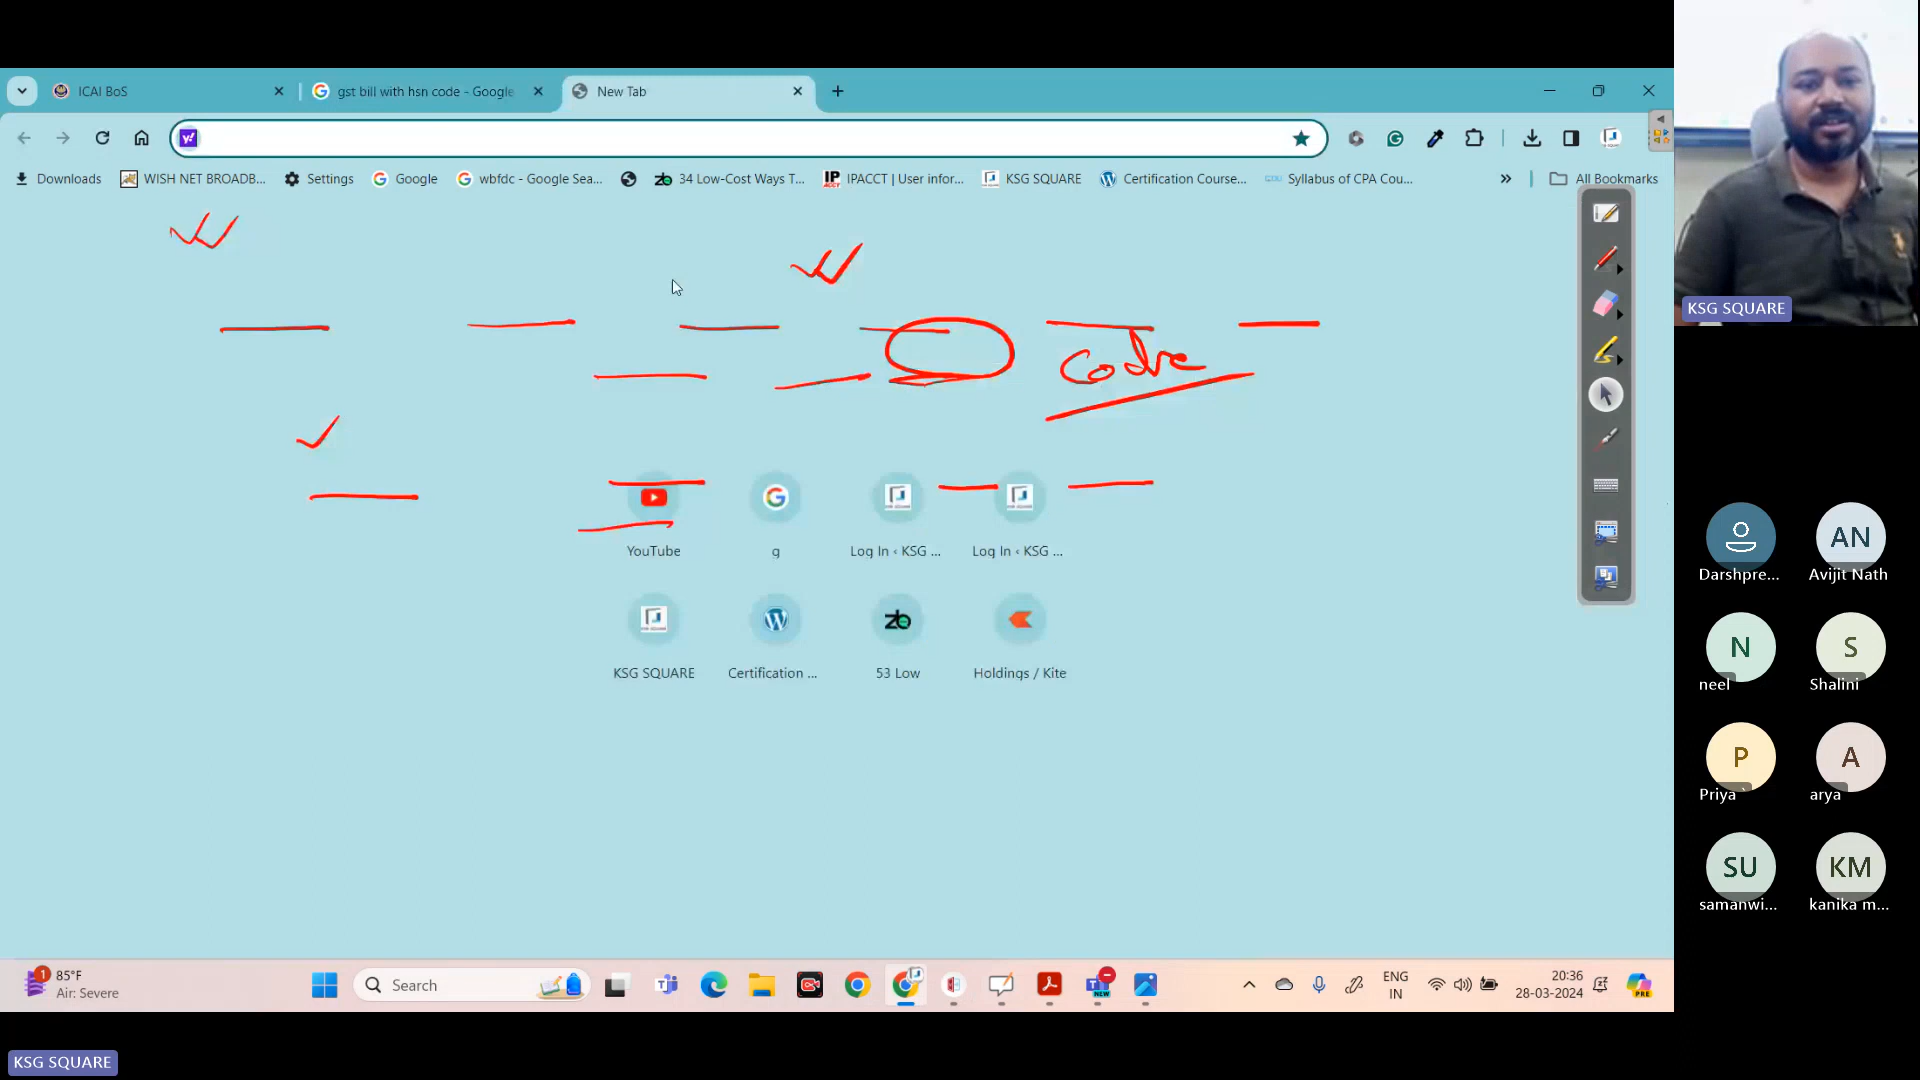 ICAI BoS
gst bill with hsn code - Google
New Tab
Downloads
WISH NET BROADB...
Settings
Google
wbfdc - Google Sea...
34 Low-Cost Ways T...
IPACCT | User infor...
KSG SQUARE
Certification Course...
Syllabus of CPA Cou...
All Bookmarks
KSG SQUARE
Code
YouTube
g
Log In ‹ KSG ...
Log In ‹ KSG ...
KSG SQUARE
Certification ...
53 Low
Holdings / Kite
Darshpre...
AN
Avijit Nath
N
neel
S
Shalini
P
Priya `
A
arya
SU
samanwi...
KM
kanika m...
1
85°F
Air: Severe
Search
NEW
ENG
IN
20:36
28-03-2024
PRE
KSG SQUARE